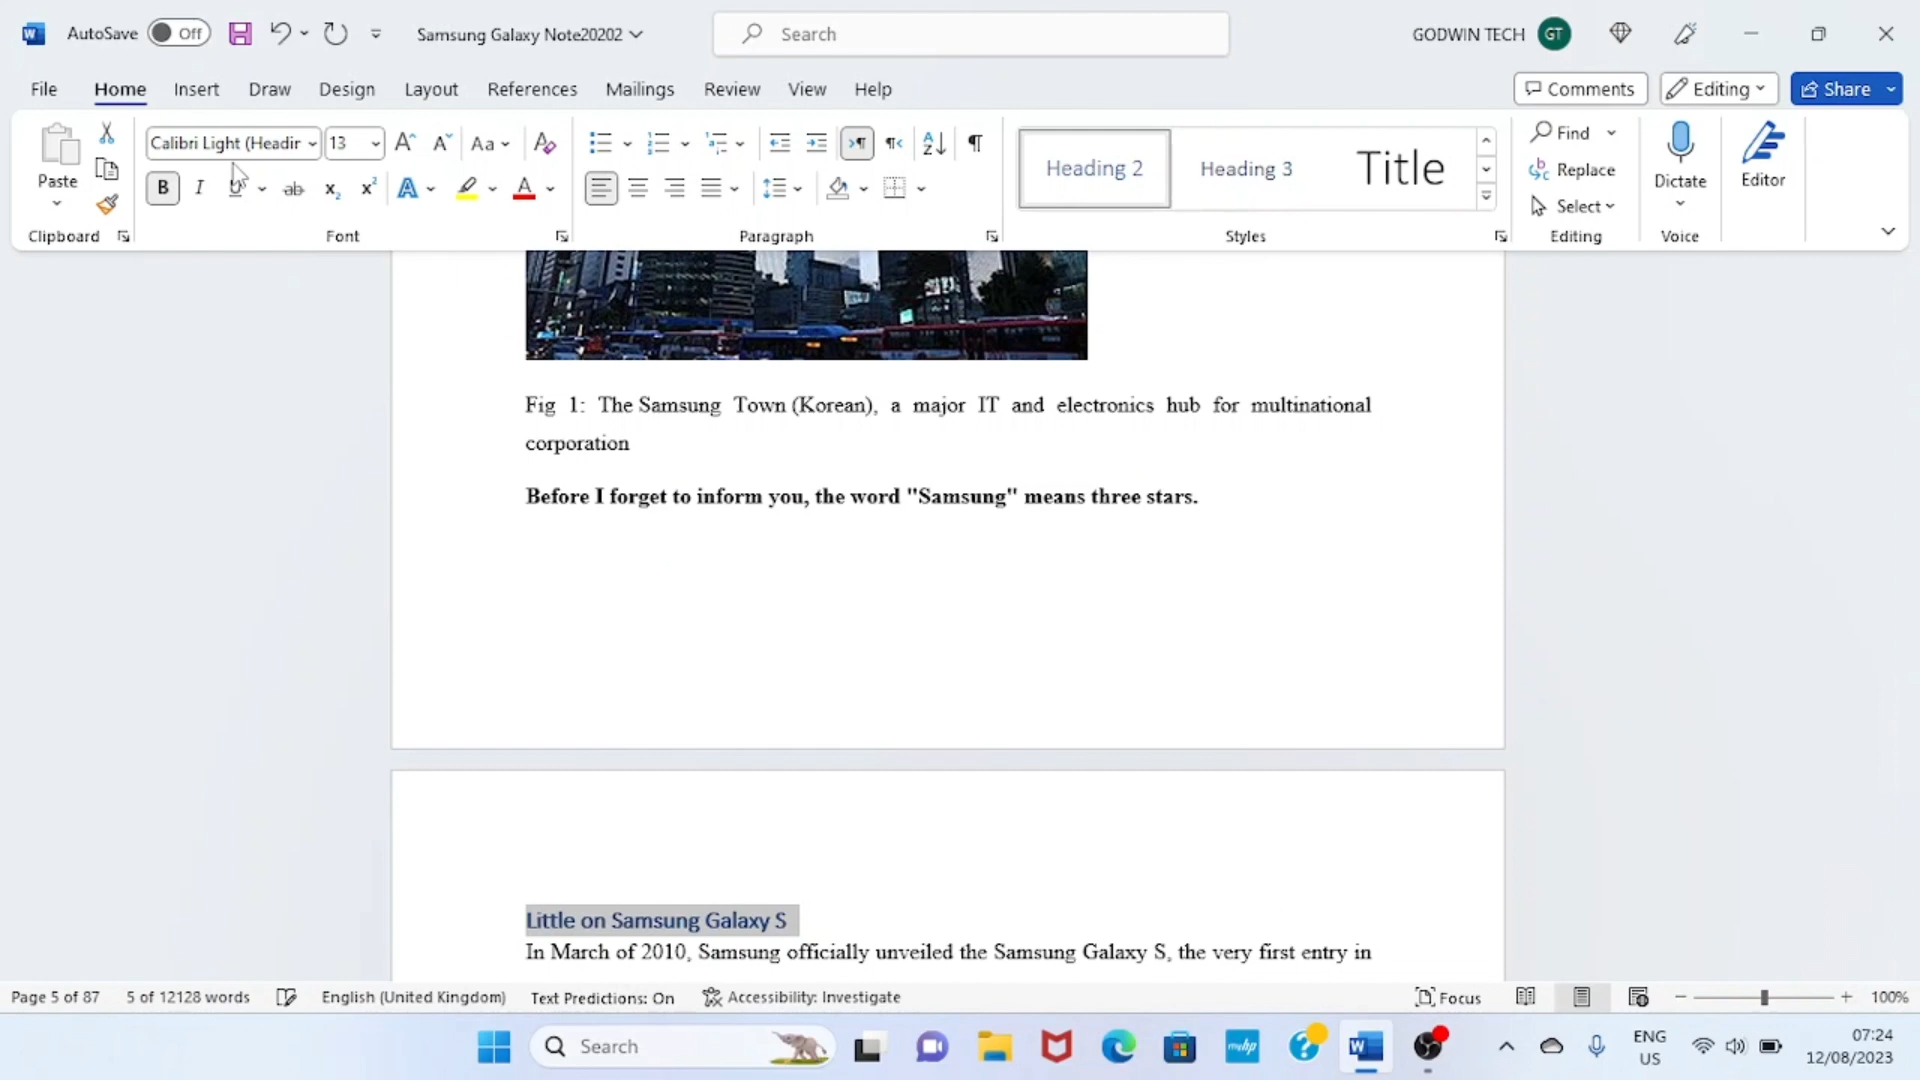 AutoSave Off Samsung Galaxy Note20202 Search GODWIN TECH GT
File Home Insert Draw Design Layout References Mailings Review View Help Comments Editing Share
Paste Calibri Light (Headir 13 Aa Heading 2 Heading 3 Title Find Replace Select Dictate Editor
B I U ab x₂ x² A A
Clipboard Font Paragraph Styles Editing Voice
Fig 1: The Samsung Town (Korean), a major IT and electronics hub for multinational
corporation
Before I forget to inform you, the word "Samsung" means three stars.
Little on Samsung Galaxy S
In March of 2010, Samsung officially unveiled the Samsung Galaxy S, the very first entry in
Page 5 of 87 5 of 12128 words English (United Kingdom) Text Predictions: On Accessibility: Investigate Focus 100%
Search myhp ENG US 07:24
12/08/2023